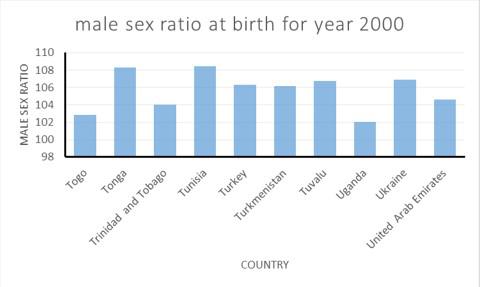 male sex ratio at birth for year 2000
MALE SEX RATIO
110
108
106
104
102
100
98
Togo
Tonga
Trinidad and Tobago
Tunisia
Turkey
Turkmenistan
Tuvalu
Uganda
Ukraine
United Arab Emirates
COUNTRY